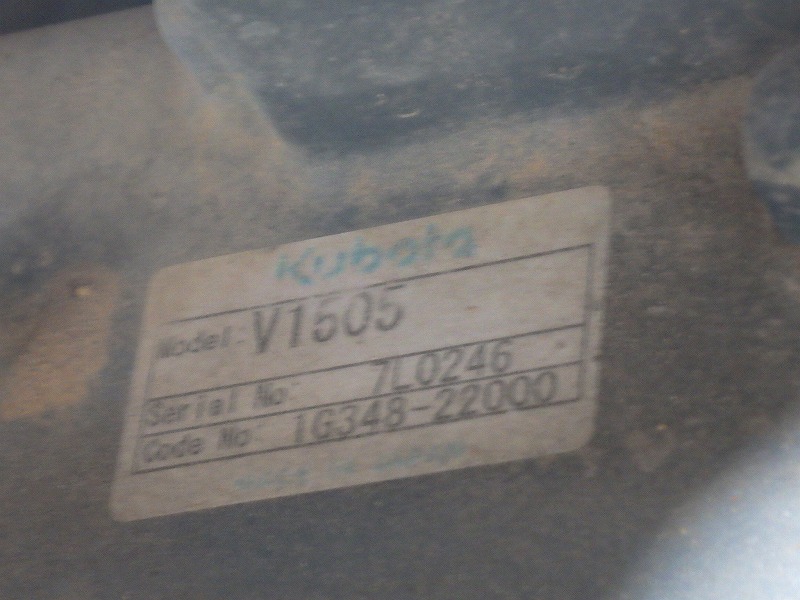 Kubota
Model: V1505
Serial No: 7L0246
Code No: 1G348-22000